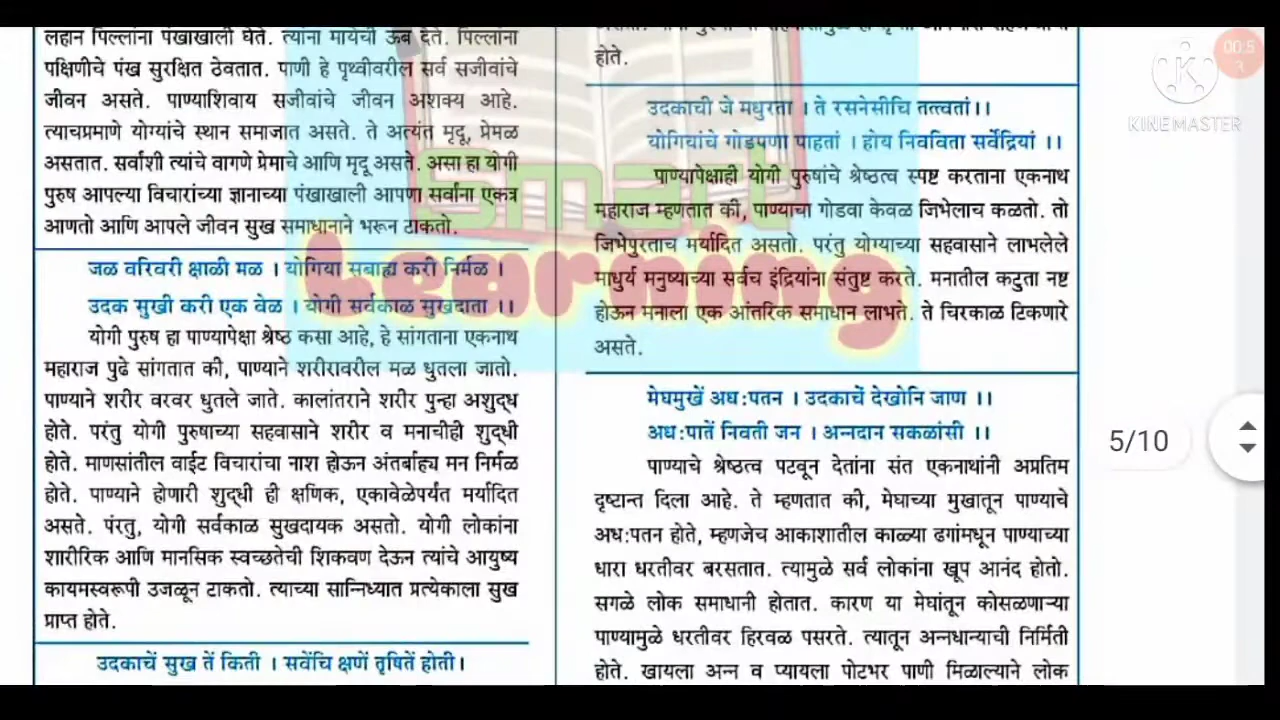 लहान पिल्लांना पंखाखाली घेते. त्यांना मायेची ऊब देते. पिल्लांना
पक्षिणीचे पंख सुरक्षित ठेवतात. पाणी हे पृथ्वीवरील सर्व सजीवांचे
जीवन असते. पाण्याशिवाय सजीवांचे जीवन अशक्य आहे.
त्याचप्रमाणे योग्यांचे स्थान समाजात असते. ते अत्यंत मृदू, प्रेमळ
असतात. सर्वांशी त्यांचे वागणे प्रेमाचे आणि मृदू असते. असा हा योगी
पुरुष आपल्या विचारांच्या ज्ञानाच्या पंखाखाली आपणा सर्वांना एकत्र
आणतो आणि आपले जीवन सुख समाधानाने भरून टाकतो.
जळ वरिवरी क्षाळी मळ । योगिया सबाह्य करी निर्मळ ।
उदक सुखी करी एक वेळ । योगी सर्वकाळ सुखदाता ।।
योगी पुरुष हा पाण्यापेक्षा श्रेष्ठ कसा आहे, हे सांगताना एकनाथ
महाराज पुढे सांगतात की, पाण्याने शरीरावरील मळ धुतला जातो.
पाण्याने शरीर वरवर धुतले जाते. कालांतराने शरीर पुन्हा अशुद्ध
होते. परंतु योगी पुरुषाच्या सहवासाने शरीर व मनाचीही शुद्धी
होते. माणसांतील वाईट विचारांचा नाश होऊन अंतर्बाह्य मन निर्मळ
होते. पाण्याने होणारी शुद्धी ही क्षणिक, एकावेळेपर्यंत मर्यादित
असते. पंरतु, योगी सर्वकाळ सुखदायक असतो. योगी लोकांना
शारीरिक आणि मानसिक स्वच्छतेची शिकवण देऊन त्यांचे आयुष्य
कायमस्वरूपी उजळून टाकतो. त्याच्या सान्निध्यात प्रत्येकाला सुख
प्राप्त होते.
उदकाचें सुख तें किती । सवेंचि क्षणें तृषितें होती।
होते.
उदकाची जे मधुरता । ते रसनेसीचि तत्त्वतां।।
योगियांचे गोडपणा पाहतां । होय निवविता सर्वेंद्रियां ।।
पाण्यापेक्षाही योगी पुरुषांचे श्रेष्ठत्व स्पष्ट करताना एकनाथ
महाराज म्हणतात की, पाण्याचा गोडवा केवळ जिभेलाच कळतो. तो
जिभेपुरताच मर्यादित असतो. परंतु योग्याच्या सहवासाने लाभलेले
माधुर्य मनुष्याच्या सर्वच इंद्रियांना संतुष्ट करते. मनातील कटुता नष्ट
होऊन मनाला एक आंतरिक समाधान लाभते. ते चिरकाळ टिकणारे
असते.
मेघमुखें अधःपतन । उदकाचें देखोनि जाण ।।
अधःपातें निवती जन । अन्नदान सकळांसी ।।
पाण्याचे श्रेष्ठत्व पटवून देतांना संत एकनाथांनी अप्रतिम
दृष्टान्त दिला आहे. ते म्हणतात की, मेघाच्या मुखातून पाण्याचे
अधःपतन होते, म्हणजेच आकाशातील काळ्या ढगांमधून पाण्याच्या
धारा धरतीवर बरसतात. त्यामुळे सर्व लोकांना खूप आनंद होतो.
सगळे लोक समाधानी होतात. कारण या मेघांतून कोसळणाऱ्या
पाण्यामुळे धरतीवर हिरवळ पसरते. त्यातून अन्नधान्याची निर्मिती
होते. खायला अन्न व प्यायला पोटभर पाणी मिळाल्याने लोक
Smart
Learning
K
KINEMASTER
00:5
5/10